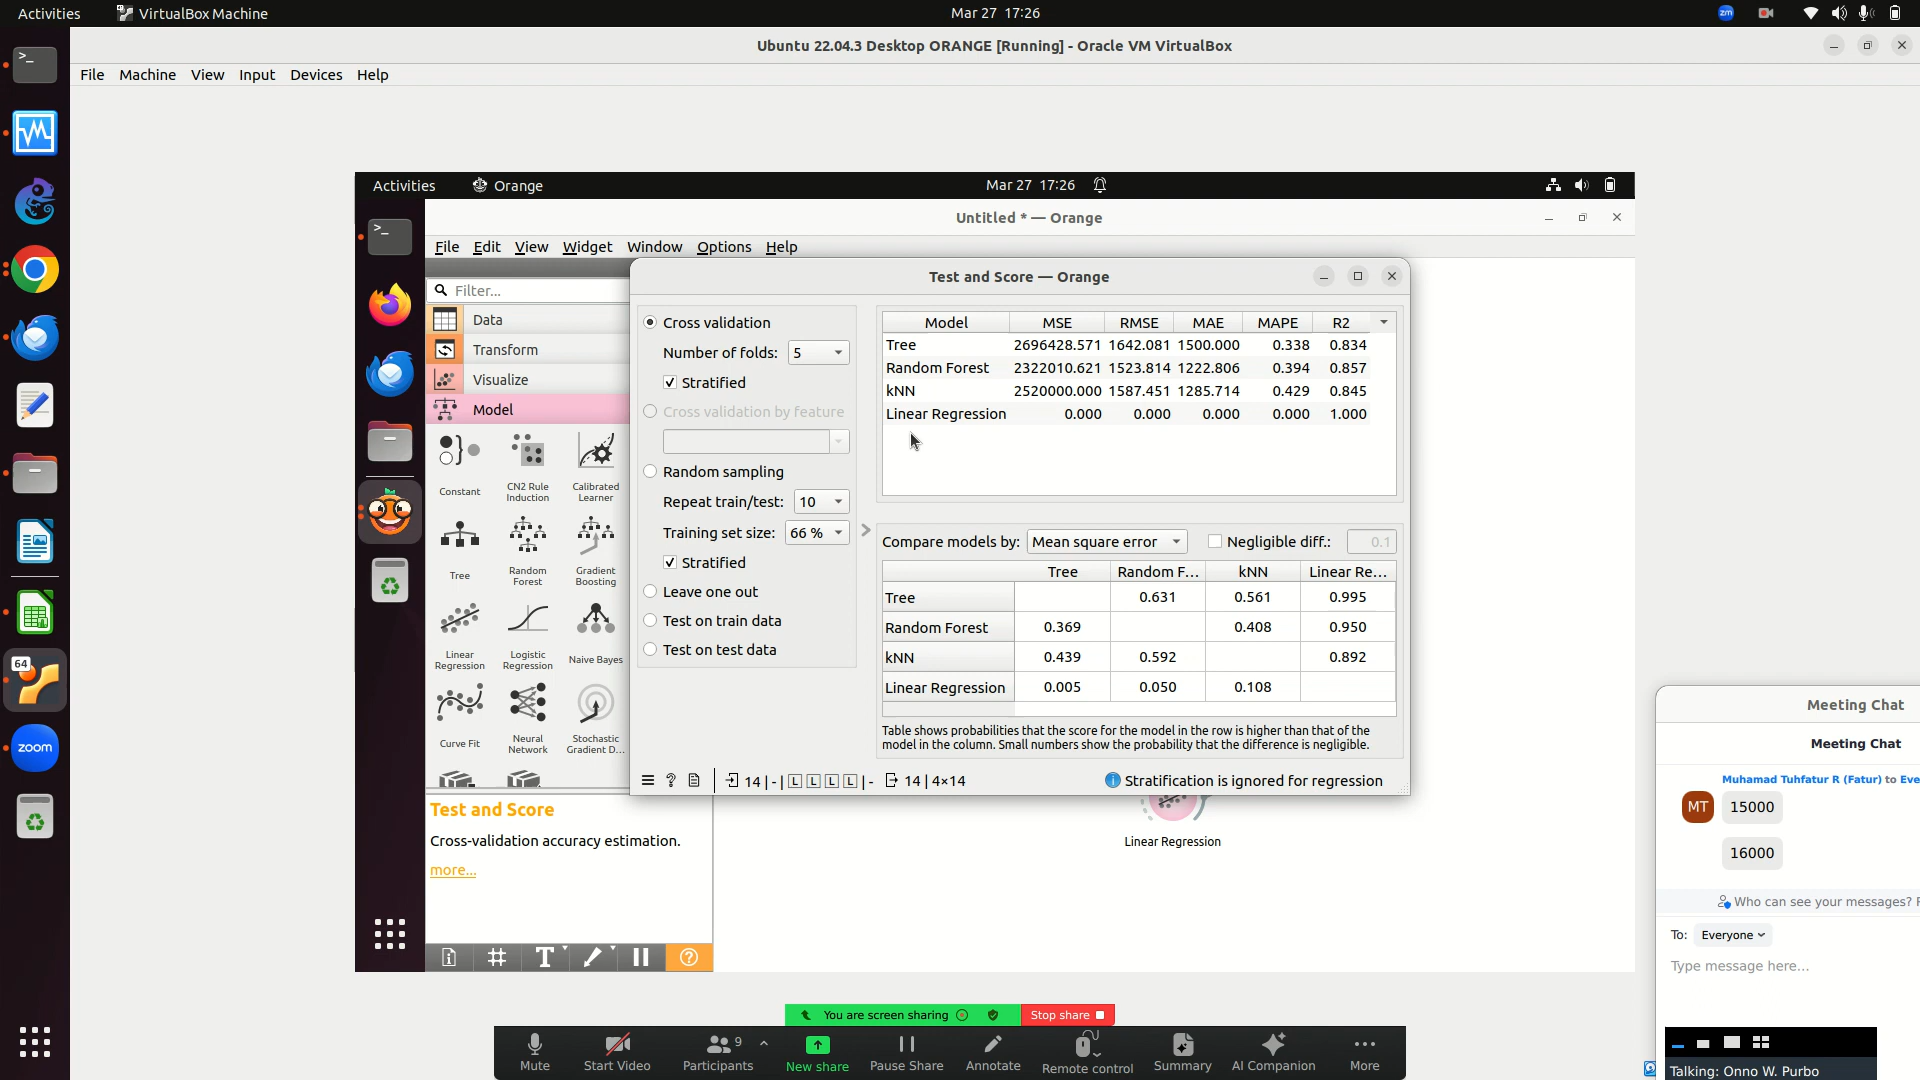 Activities VirtualBox Machine Mar 27 17:26 zm
Ubuntu 22.04.3 Desktop ORANGE [Running] - Oracle VM VirtualBox
File Machine View Input Devices Help
Activities Orange Mar 27 17:26
Untitled * — Orange
File Edit View Widget Window Options Help
Filter...
Data
Transform
Visualize
Model
Constant
CN2 Rule Induction
Calibrated Learner
Tree
Random Forest
Gradient Boosting
Linear Regression
Logistic Regression
Naive Bayes
Curve Fit
Neural Network
Stochastic Gradient D...
Test and Score
Cross-validation accuracy estimation.
more...
Test and Score — Orange
Cross validation
Number of folds: 5
Stratified
Cross validation by feature
Random sampling
Repeat train/test: 10
Training set size: 66 %
Stratified
Leave one out
Test on train data
Test on test data
Model MSE RMSE MAE MAPE R2
Tree 2696428.571 1642.081 1500.000 0.338 0.834
Random Forest 2322010.621 1523.814 1222.806 0.394 0.857
kNN 2520000.000 1587.451 1285.714 0.429 0.845
Linear Regression 0.000 0.000 0.000 0.000 1.000
Compare models by: Mean square error Negligible diff.: 0.1
Tree Random F... kNN Linear Re...
Tree 0.631 0.561 0.995
Random Forest 0.369 0.408 0.950
kNN 0.439 0.592 0.892
Linear Regression 0.005 0.050 0.108
Table shows probabilities that the score for the model in the row is higher than that of the
model in the column. Small numbers show the probability that the difference is negligible.
14 | - | L L L L | - 14 | 4×14 Stratification is ignored for regression
Linear Regression
64
zoom
Meeting Chat
Meeting Chat
Muhamad Tuhfatur R (Fatur) to Eve
MT 15000
16000
Who can see your messages?
To: Everyone
Type message here...
Talking: Onno W. Purbo
You are screen sharing Stop share
9
Mute Start Video Participants New share Pause Share Annotate Remote control Summary AI Companion More